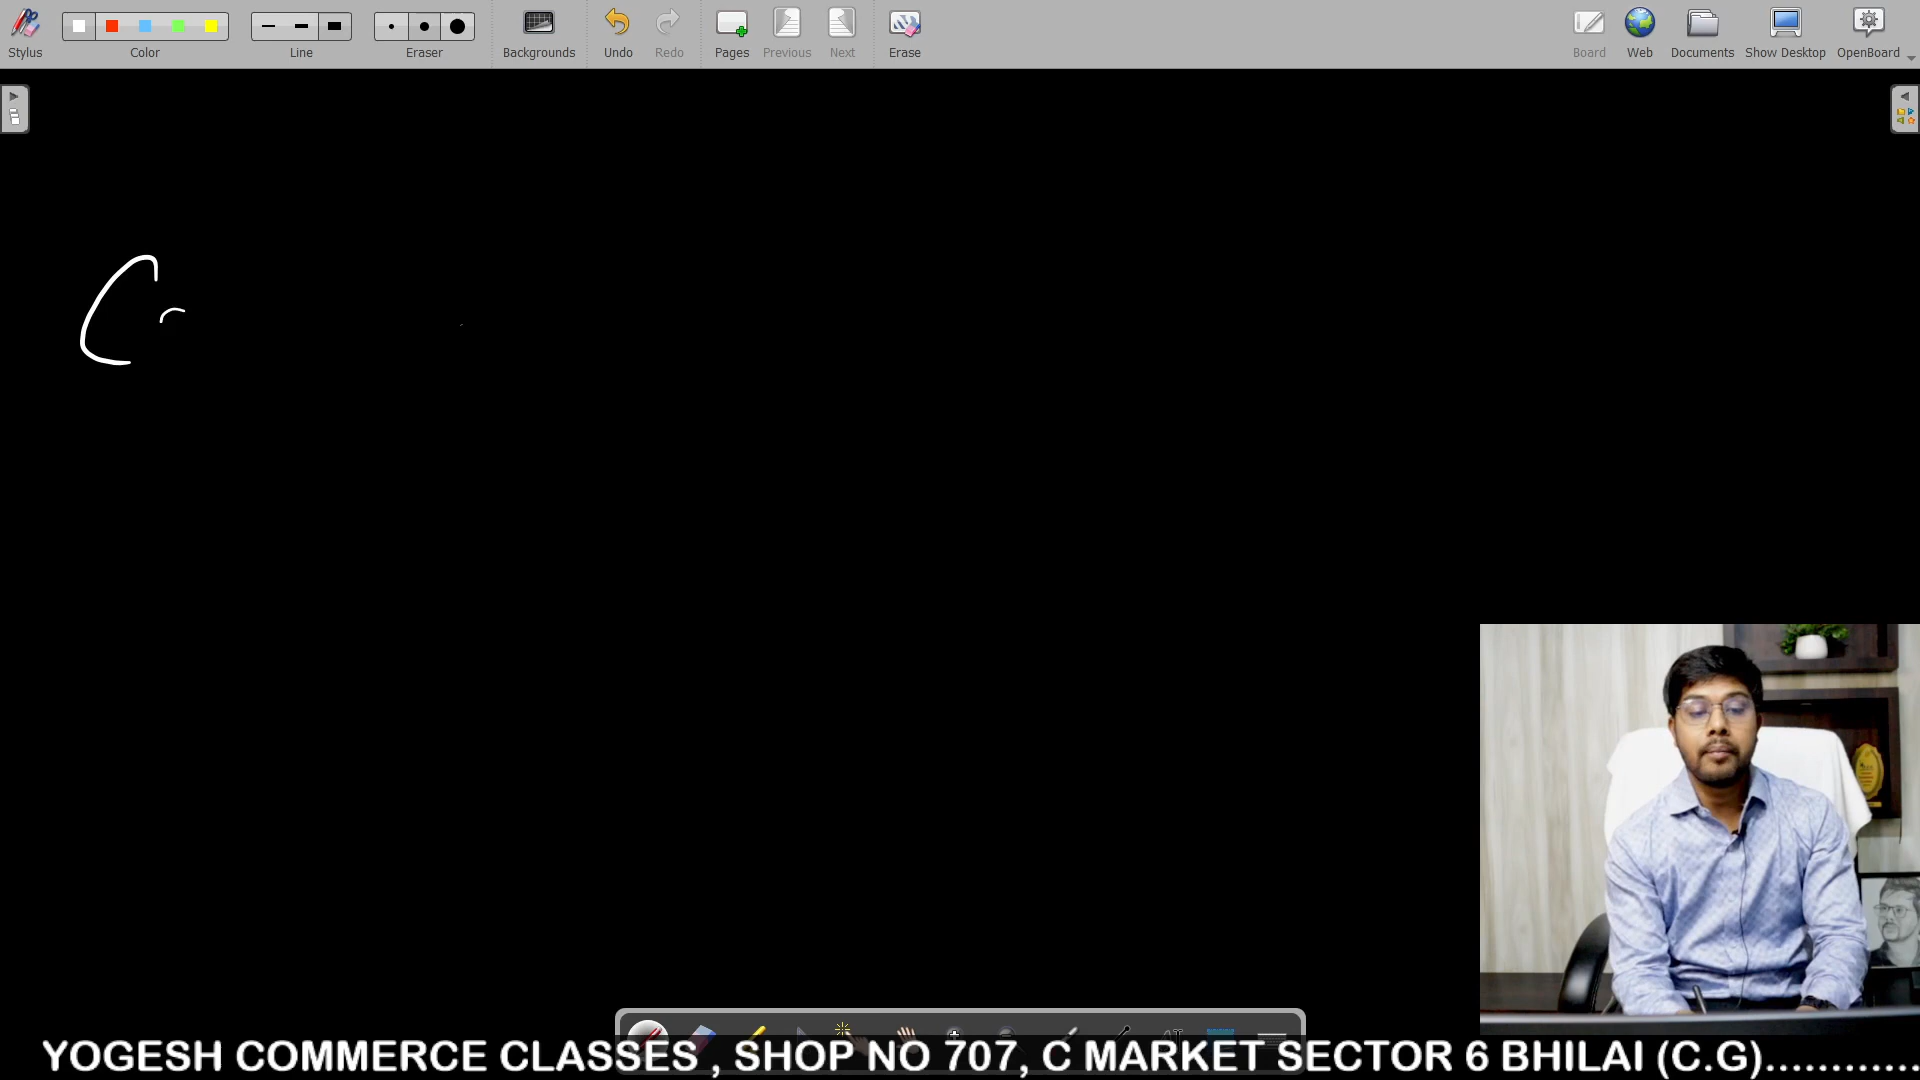 Stylus Color Line Eraser Backgrounds Undo Redo Pages Previous Next Erase Board Web Documents Show Desktop OpenBoard
C
YOGESH COMMERCE CLASSES , SHOP NO 707, C MARKET SECTOR 6 BHILAI (C.G)............